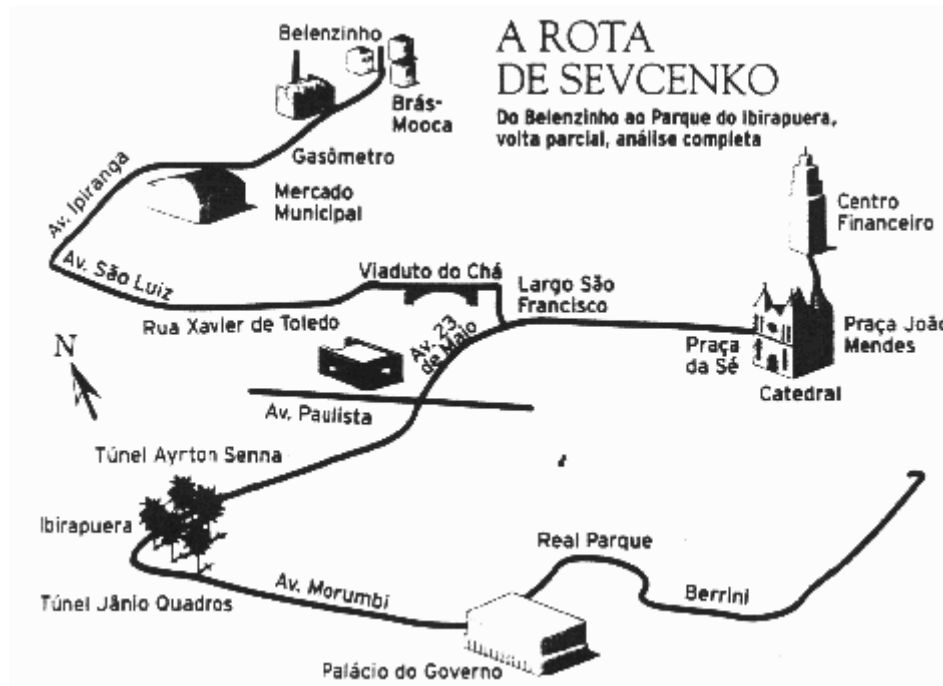 A ROTA
DE SEVCENKO
Do Belenzinho ao Parque do Ibirapuera,
volta parcial, análise completa
Belenzinho
Brás-
Mooca
Gasômetro
Mercado
Municipal
Av. Ipiranga
Av. São Luiz
Rua Xavier de Toledo
Viaduto do Chá
Largo São
Francisco
Centro
Financeiro
Praça João
Mendes
Praça
da Sé
Catedral
Av. 23
de Maio
N
Av. Paulista
Túnel Ayrton Senna
Ibirapuera
Túnel Jânio Quadros
Av. Morumbi
Palácio do Governo
Real Parque
Berrini